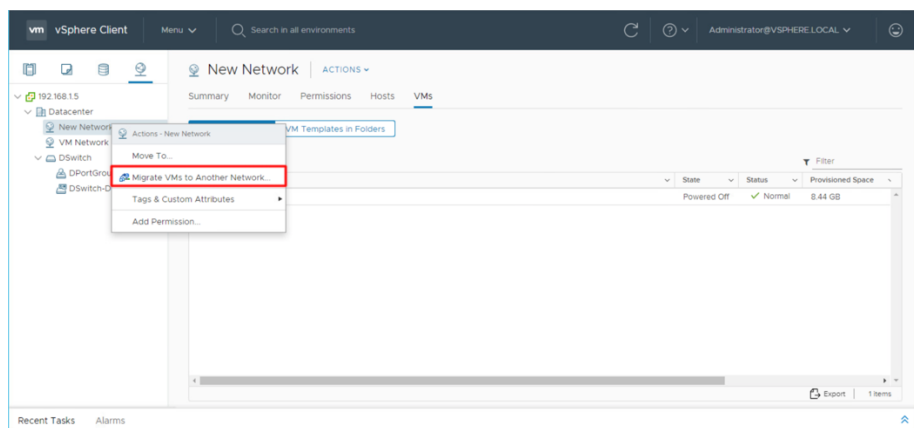 vm vSphere Client Menu Search in all environments Administrator@VSPHERE.LOCAL
New Network ACTIONS
192.168.1.5
Summary Monitor Permissions Hosts VMs
Datacenter
New Network
Actions - New Network
VM Templates in Folders
VM Network
Move To...
DSwitch
Filter
DPortGrou
Migrate VMs to Another Network...
State Status Provisioned Space
DSwitch-D
Tags & Custom Attributes
Powered Off Normal 8.44 GB
Add Permission...
Export 1 items
Recent Tasks Alarms